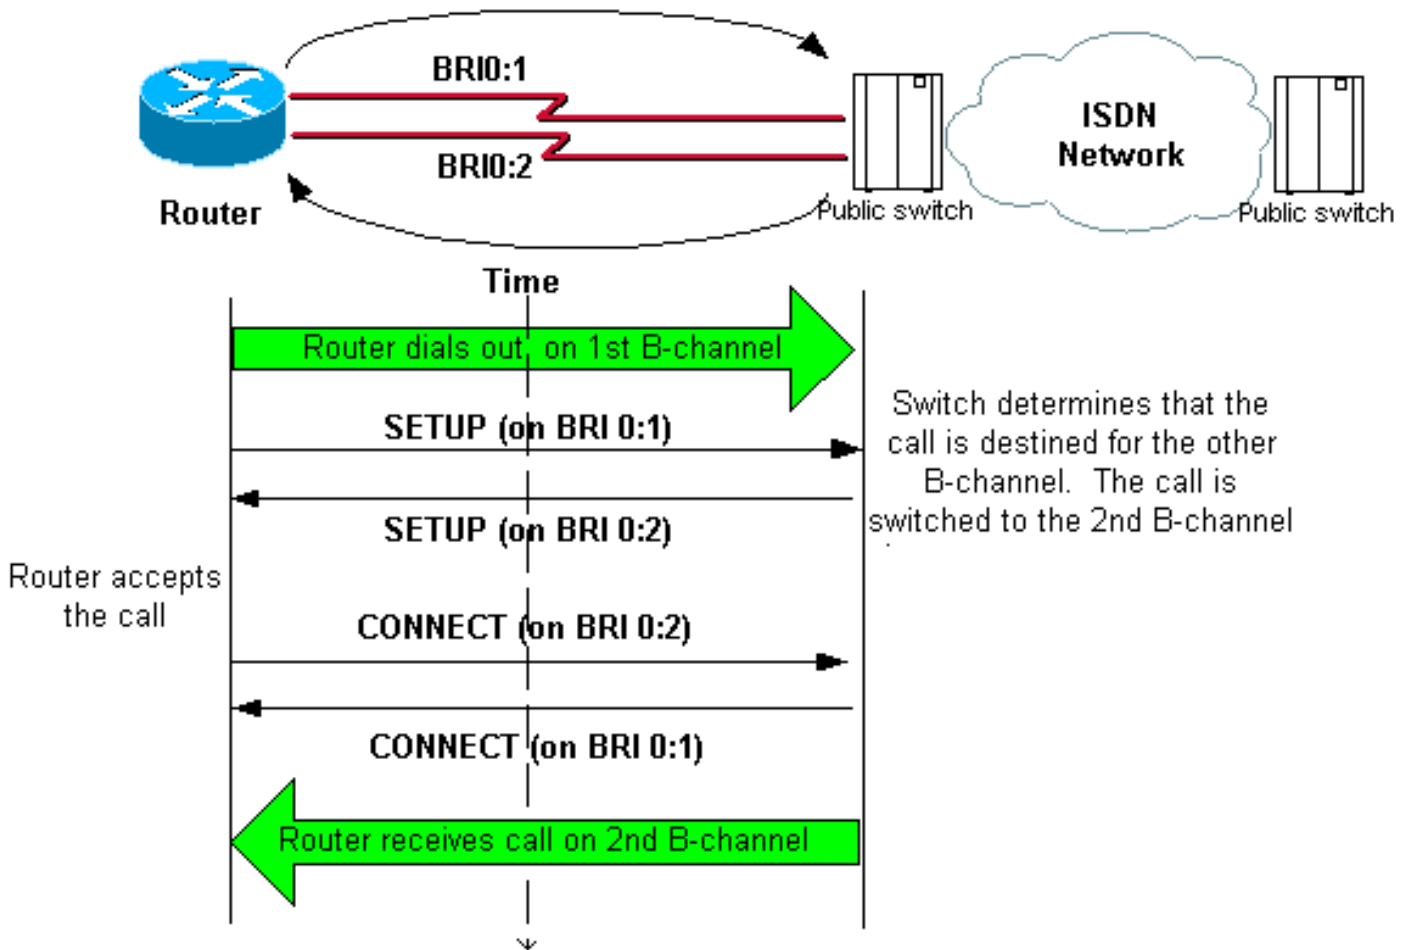 BRI0:1
BRI0:2
Router
ISDN
Network
Public switch
Public switch
Time
Router dials out, on 1st B-channel
SETUP (on BRI 0:1)
SETUP (on BRI 0:2)
Switch determines that the
call is destined for the other
B-channel. The call is
switched to the 2nd B-channel
Router accepts
the call
CONNECT (on BRI 0:2)
CONNECT (on BRI 0:1)
Router receives call on 2nd B-channel